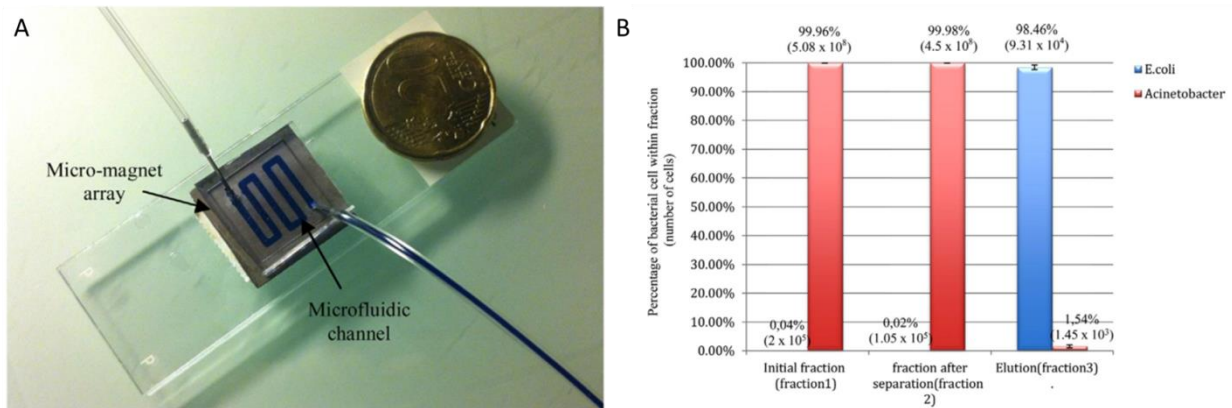 A
Micro-magnet
array
Microfluidic
channel
B
99.96%
(5.08 x 10⁸)
99.98%
(4.5 x 10⁸)
98.46%
(9.31 x 10⁴)
100.00%
90.00%
80.00%
70.00%
60.00%
50.00%
40.00%
30.00%
20.00%
10.00%
0.00%
Percentage of bacterial cell within fraction
(number of cells)
E.coli
Acinetobacter
0,04%
(2 x 10⁵)
0,02%
(1.05 x 10⁵)
1,54%
(1.45 x 10³)
Initial fraction
(fraction1)
fraction after
separation(fraction
2)
Elution(fraction3)
.